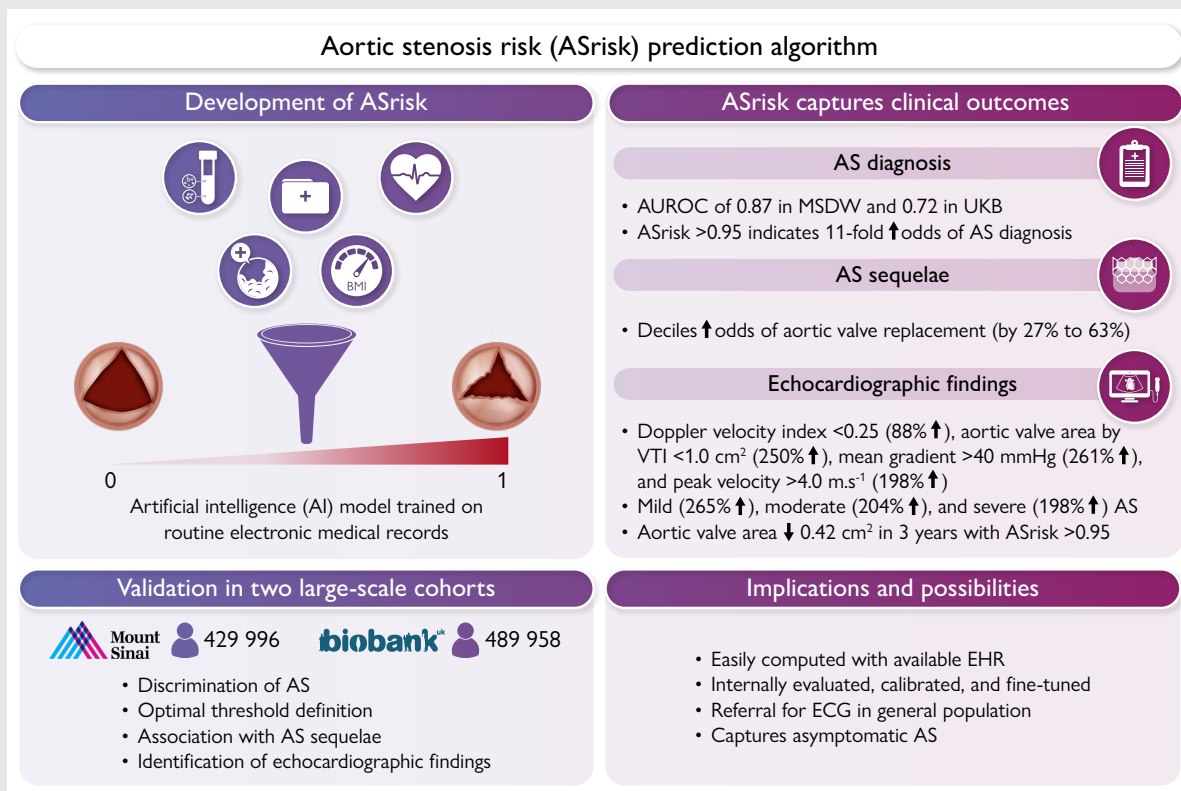 Aortic stenosis risk (ASrisk) prediction algorithm
Development of ASrisk
BMI
0
1
Artificial intelligence (AI) model trained on
routine electronic medical records
ASrisk captures clinical outcomes
AS diagnosis
• AUROC of 0.87 in MSDW and 0.72 in UKB
• ASrisk >0.95 indicates 11-fold ↑ odds of AS diagnosis
AS sequelae
• Deciles ↑ odds of aortic valve replacement (by 27% to 63%)
Echocardiographic findings
• Doppler velocity index <0.25 (88% ↑), aortic valve area by
VTI <1.0 cm² (250% ↑), mean gradient >40 mmHg (261% ↑),
and peak velocity >4.0 m.s⁻¹ (198% ↑)
• Mild (265% ↑), moderate (204% ↑), and severe (198% ↑) AS
• Aortic valve area ↓ 0.42 cm² in 3 years with ASrisk >0.95
Validation in two large-scale cohorts
Mount
Sinai
429 996
biobank uk
489 958
• Discrimination of AS
• Optimal threshold definition
• Association with AS sequelae
• Identification of echocardiographic findings
Implications and possibilities
• Easily computed with available EHR
• Internally evaluated, calibrated, and fine-tuned
• Referral for ECG in general population
• Captures asymptomatic AS